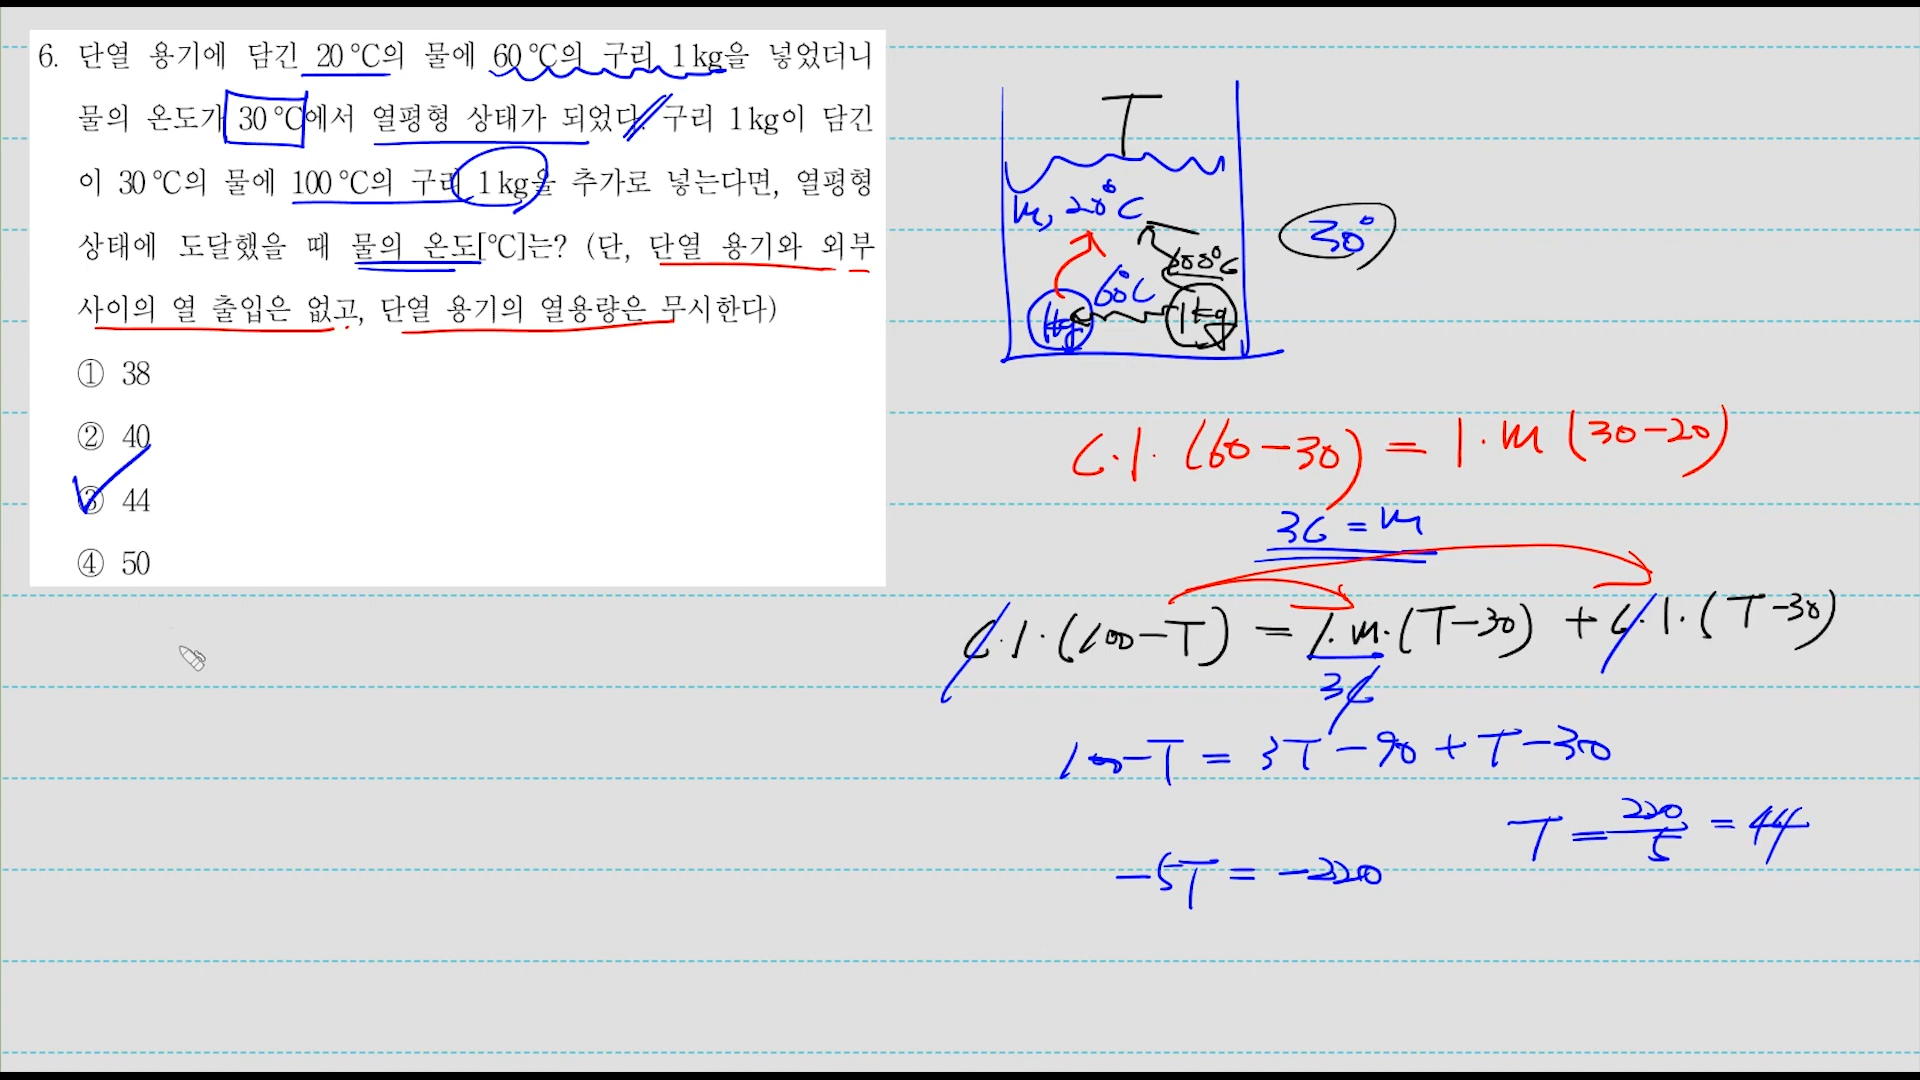 6. 단열 용기에 담긴 20 ℃의 물에 60 ℃의 구리 1 kg을 넣었더니
물의 온도가 30 ℃에서 열평형 상태가 되었다. 구리 1 kg이 담긴
이 30 ℃의 물에 100 ℃의 구리 1 kg을 추가로 넣는다면, 열평형
상태에 도달했을 때 물의 온도[℃]는? (단, 단열 용기와 외부
사이의 열 출입은 없고, 단열 용기의 열용량은 무시한다)
① 38
② 40
③ 44
④ 50
T
m, 20°C
30°
100°C
60°C
1kg
1kg
C·1·(60-30) = 1·m (30-20)
3C = m
C·1·(100-T) = 1·m·(T-30) + C·1·(T-30)
3C
100-T = 3T-90+T-30
T = 220/5 = 44
-5T = -220